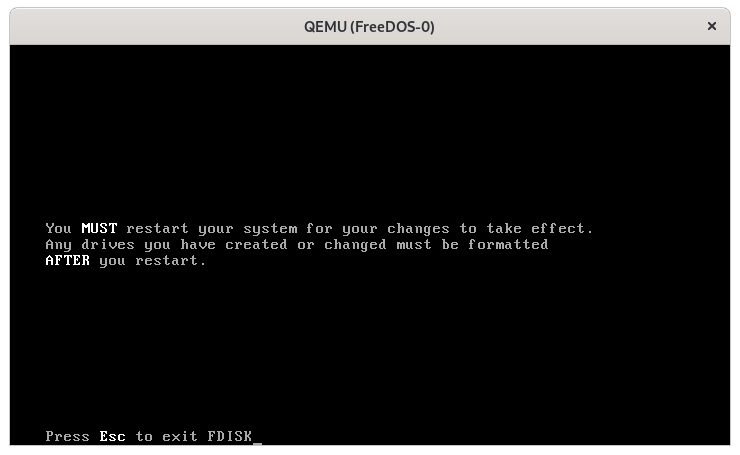 QEMU (FreeDOS-0)
You MUST restart your system for your changes to take effect.
Any drives you have created or changed must be formatted
AFTER you restart.
Press Esc to exit FDISK_